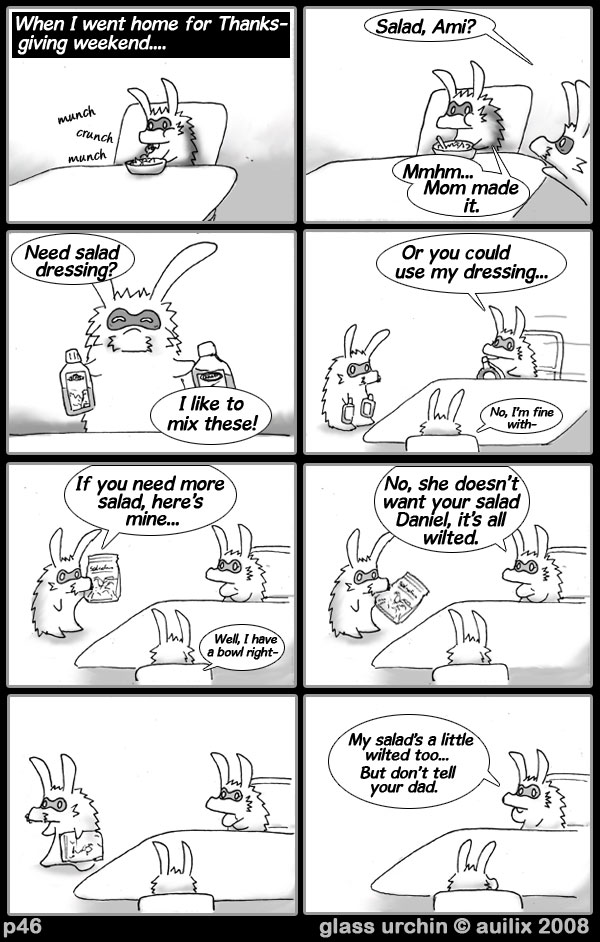 When I went home for Thanks-
giving weekend....
munch
crunch
munch
Salad, Ami?
Mmhm...
Mom made
it.
Need salad
dressing?
I like to
mix these!
Or you could
use my dressing...
No, I'm fine
with-
If you need more
salad, here's
mine...
Well, I have
a bowl right-
No, she doesn't
want your salad
Daniel, it's all
wilted.
My salad's a little
wilted too...
But don't tell
your dad.
p46
glass urchin © auilix 2008